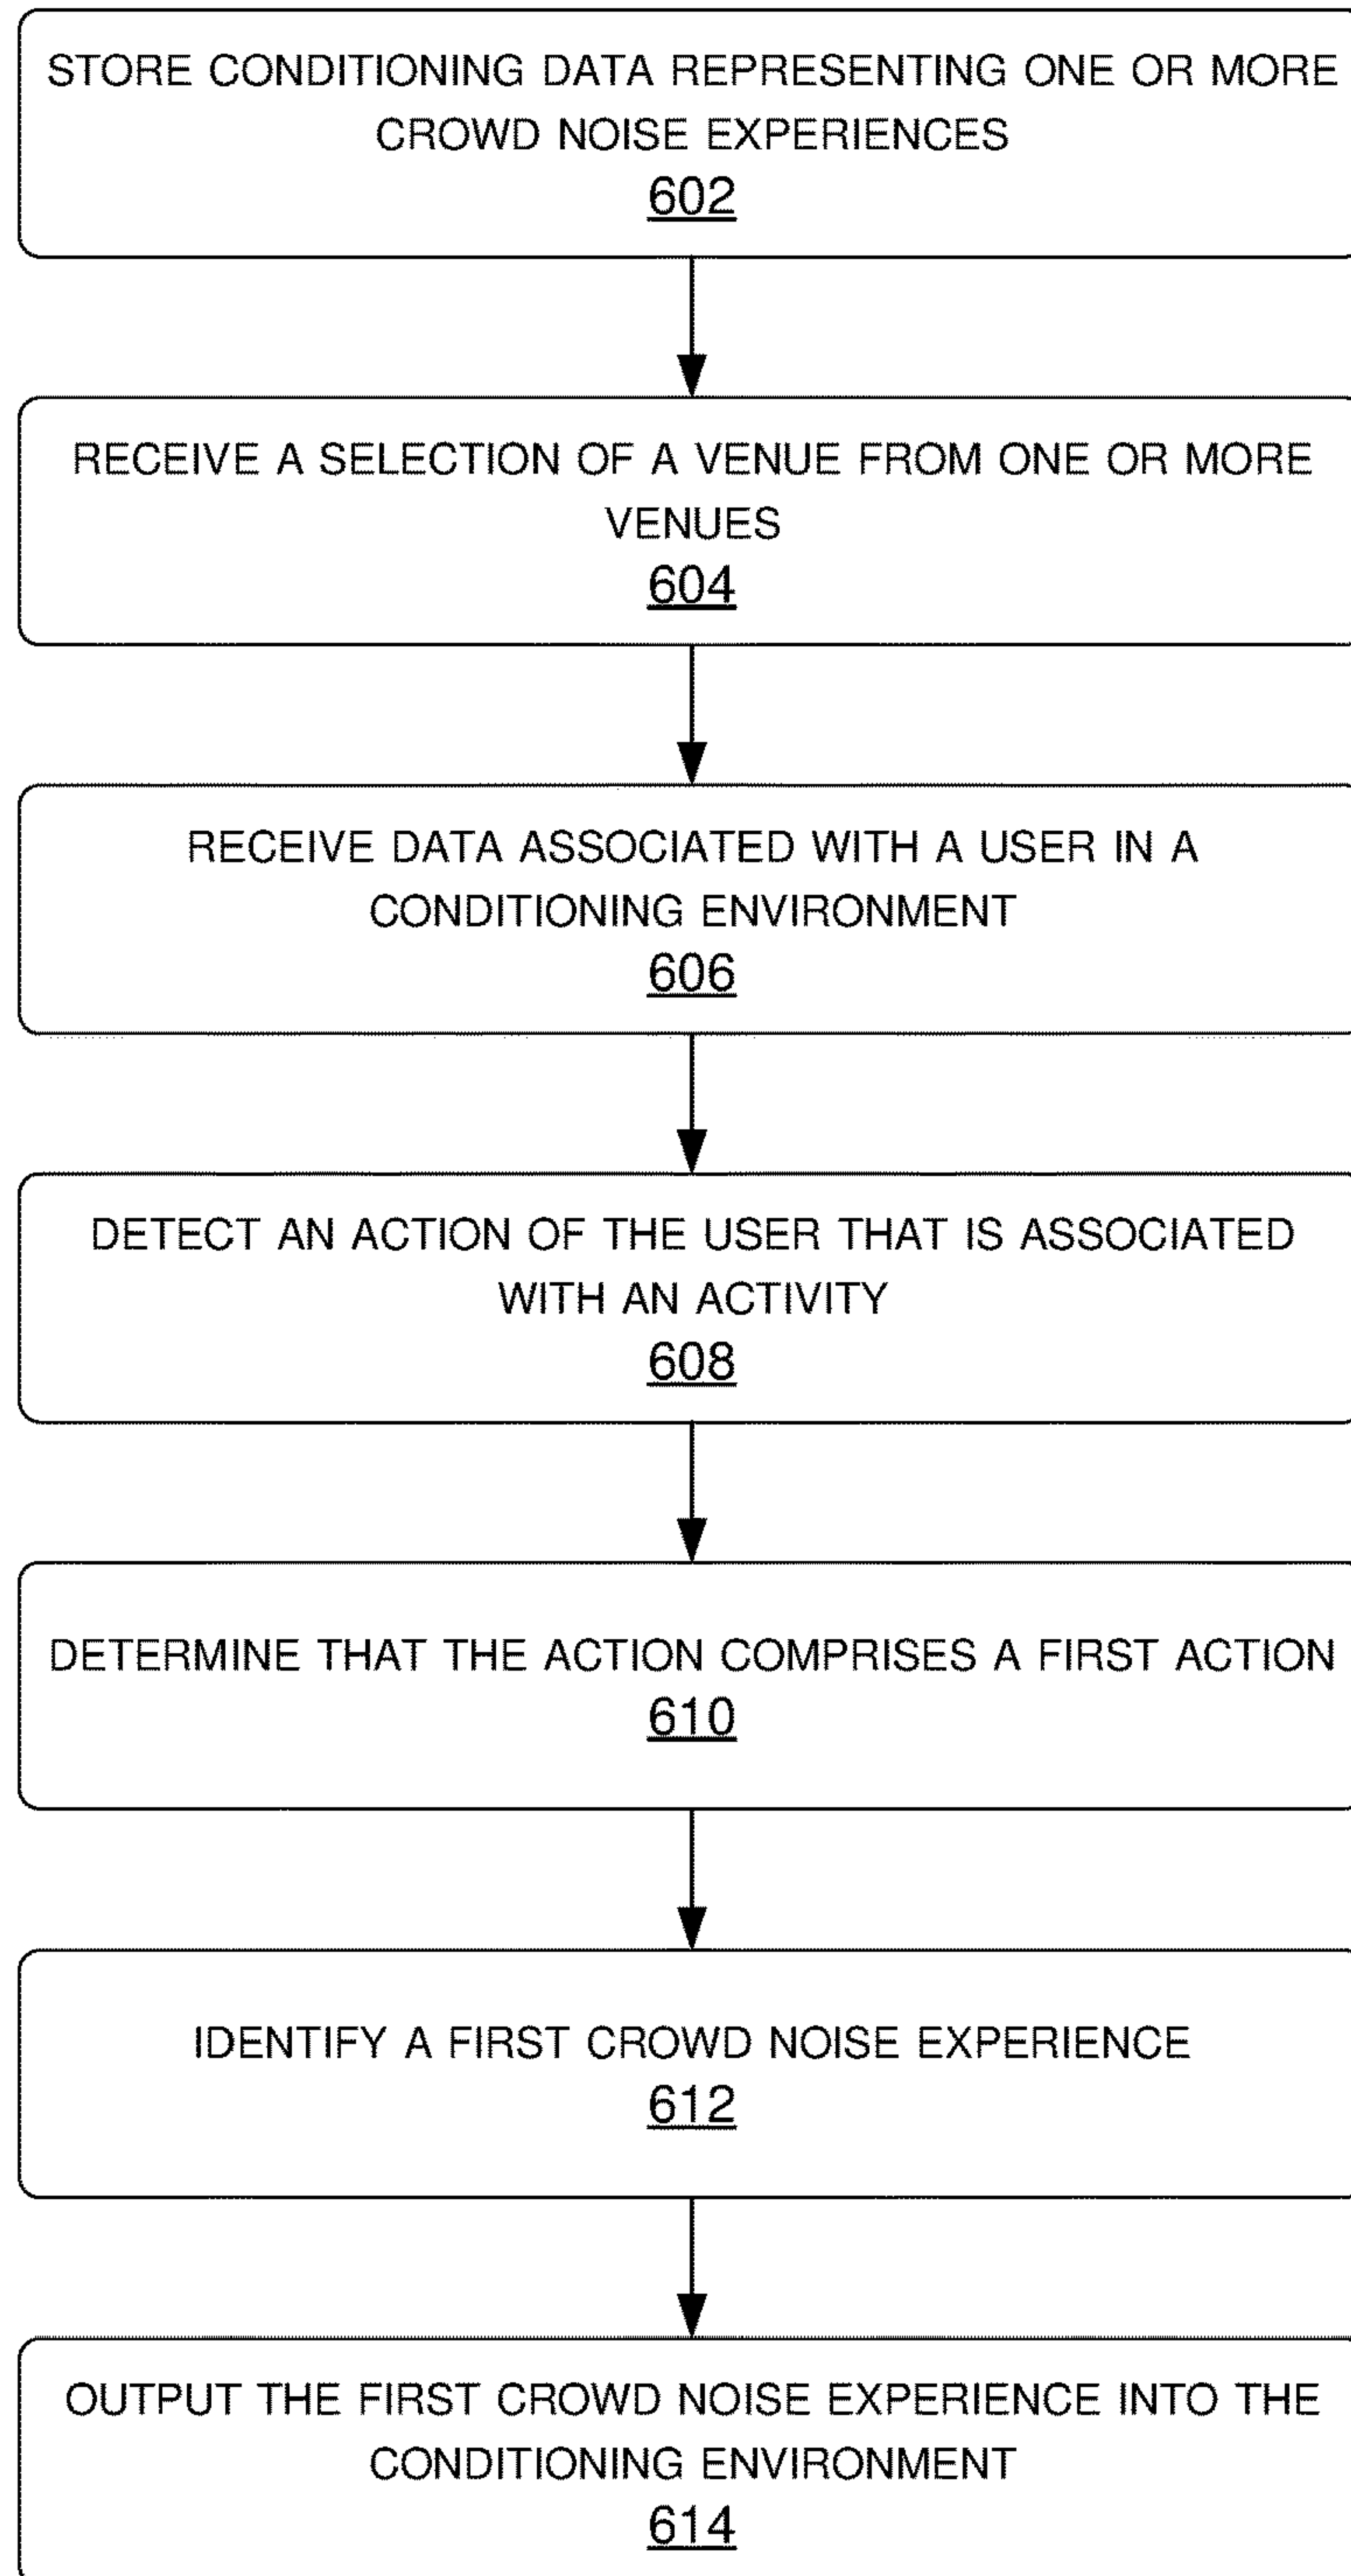 STORE CONDITIONING DATA REPRESENTING ONE OR MORE
CROWD NOISE EXPERIENCES
602
RECEIVE A SELECTION OF A VENUE FROM ONE OR MORE
VENUES
604
RECEIVE DATA ASSOCIATED WITH A USER IN A
CONDITIONING ENVIRONMENT
606
DETECT AN ACTION OF THE USER THAT IS ASSOCIATED
WITH AN ACTIVITY
608
DETERMINE THAT THE ACTION COMPRISES A FIRST ACTION
610
IDENTIFY A FIRST CROWD NOISE EXPERIENCE
612
OUTPUT THE FIRST CROWD NOISE EXPERIENCE INTO THE
CONDITIONING ENVIRONMENT
614